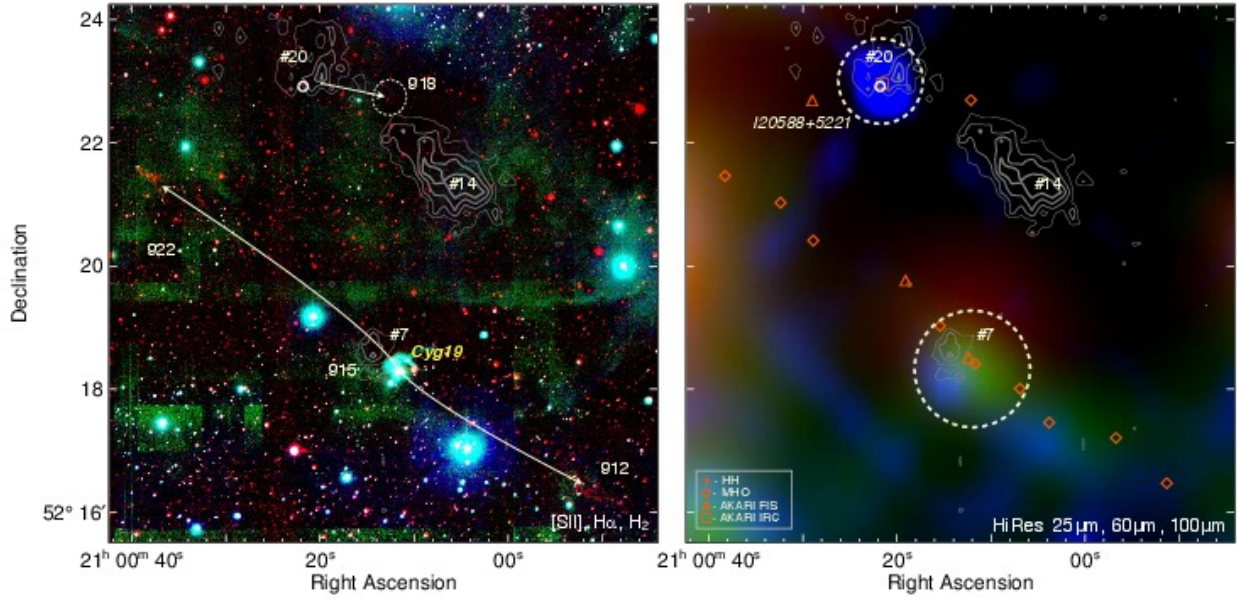 24
22
20
18
52° 16′
Declination
#20
918
#14
922
#7
Cyg19
915
912
[SII], Hα, H₂
21ʰ 00ᵐ 40ˢ
20ˢ
00ˢ
Right Ascension
#20
I20588+5221
#14
#7
+ - HH
◇ - MHO
△ - AKARI FIS
□ - AKARI IRC
HiRes 25 μm, 60 μm, 100 μm
21ʰ 00ᵐ 40ˢ
20ˢ
00ˢ
Right Ascension